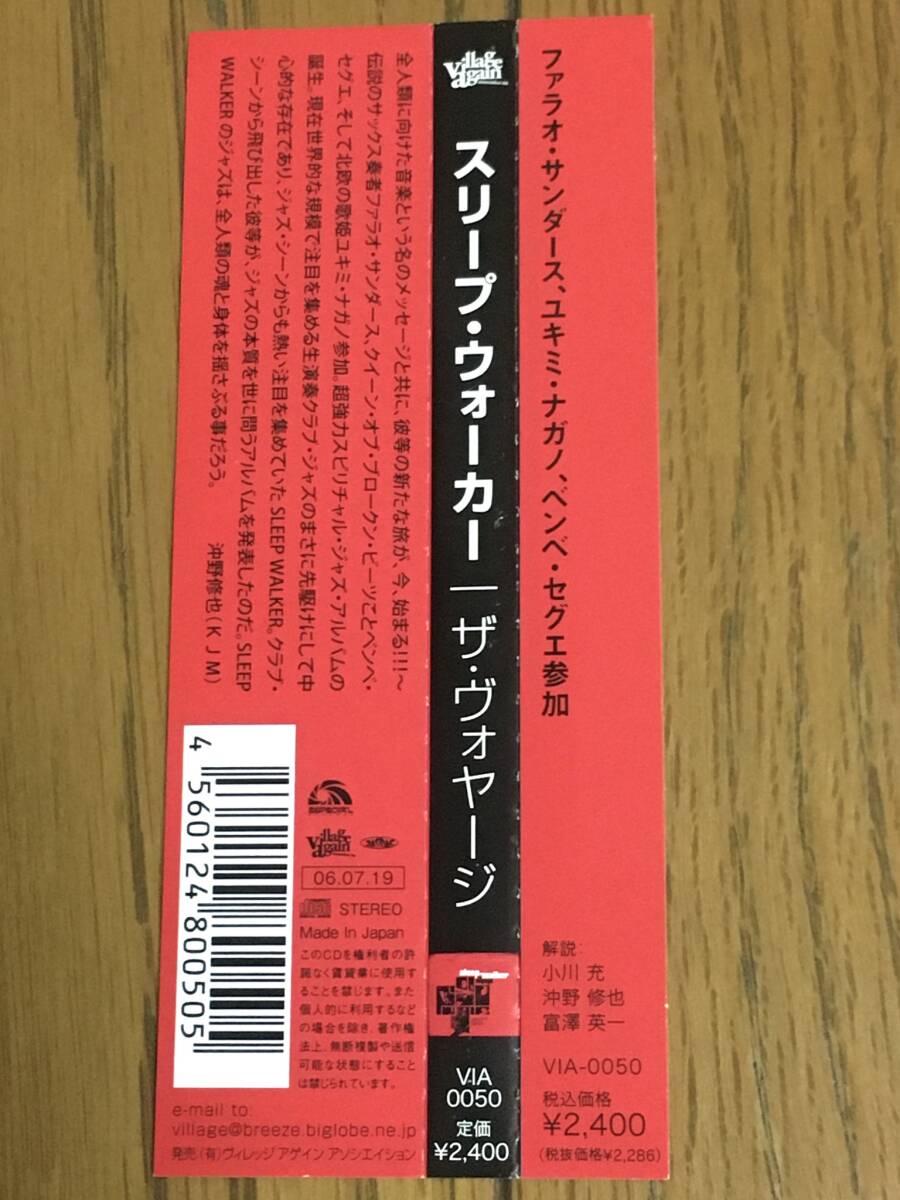 ファラオ・サンダース、ユキミ・ナガノ、ベンベ・セグエ参加
解説:
小川 充
沖野 修也
富澤 英一
VIA-0050
税込価格
¥2,400
(税抜価格¥2,286)
Village Again
スリープ・ウォーカー｜ザ・ヴォヤージ
sleep walker
VIA
0050
定価
¥2,400
全人類に向けた音楽という名のメッセージと共に、彼等の新たな旅が、今、始まる!!!〜
伝説のサックス奏者ファラオ・サンダース、クイーン・オブ・ブロークン・ビーツことベンベ・
セグエ、そして北欧の歌姫ユキミ・ナガノ参加。超強力スピリチャル・ジャズ・アルバムの
誕生。現在世界的な規模で注目を集める生演奏クラブ・ジャズのまさに先駆けにして中
心的な存在であり、ジャズ・シーンからも熱い注目を集めていたSLEEP WALKER。クラブ・
シーンから飛び出した彼等が、ジャズの本質を世に問うアルバムを発表したのだ。SLEEP
WALKERのジャズは、全人類の魂と身体を揺さぶる事だろう。 沖野修也(KJM)
Village Again
06.07.19
STEREO
Made In Japan
このCDを権利者の許
諾なく賃貸業に使用す
ることを禁じます。また
個人的に利用するなど
の場合を除き、著作権
法上、無断複製や送信
可能な状態にすること
は禁じられています。
4 560124 800505
e-mail to:
village@breeze.biglobe.ne.jp
発売:(有)ヴィレッジ アゲイン アソシエイション